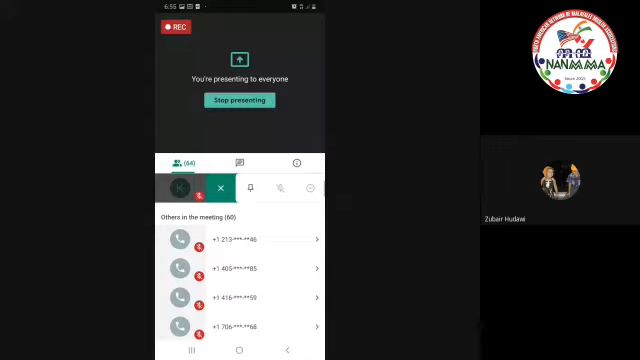 6:55
REC
You're presenting to everyone
Stop presenting
(64)
K
Others in the meeting (60)
+1 213-***-**46
+1 405-***-**85
+1 416-***-**59
+1 706-***-**68
NANMMA
Since 2005
Zubair Hudawi